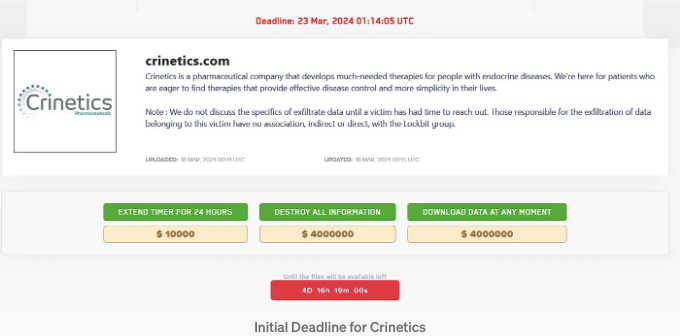 Deadline: 23 Mar, 2024 01:14:05 UTC
crinetics.com
Crinetics is a pharmaceutical company that develops much-needed therapies for people with endocrine diseases. We're here for patients who
are eager to find therapies that provide effective disease control and more simplicity in their lives.
Crinetics
Pharmaceuticals
Note : We do not discuss the specifics of exfiltrate data until a victim has had time to reach out. Those responsible for the exfiltration of data
belonging to this victim have no association, indirect or direct, with the Lockbit group.
UPLOADED: 18 MAR, 2024 UTC UPDATED: 18 MAR, 2024 UTC
EXTEND TIMER FOR 24 HOURS DESTROY ALL INFORMATION DOWNLOAD DATA AT ANY MOMENT
$ 10000 $ 4000000 $ 4000000
Until the files will be available left
4D 16h 19m 00s
Initial Deadline for Crinetics